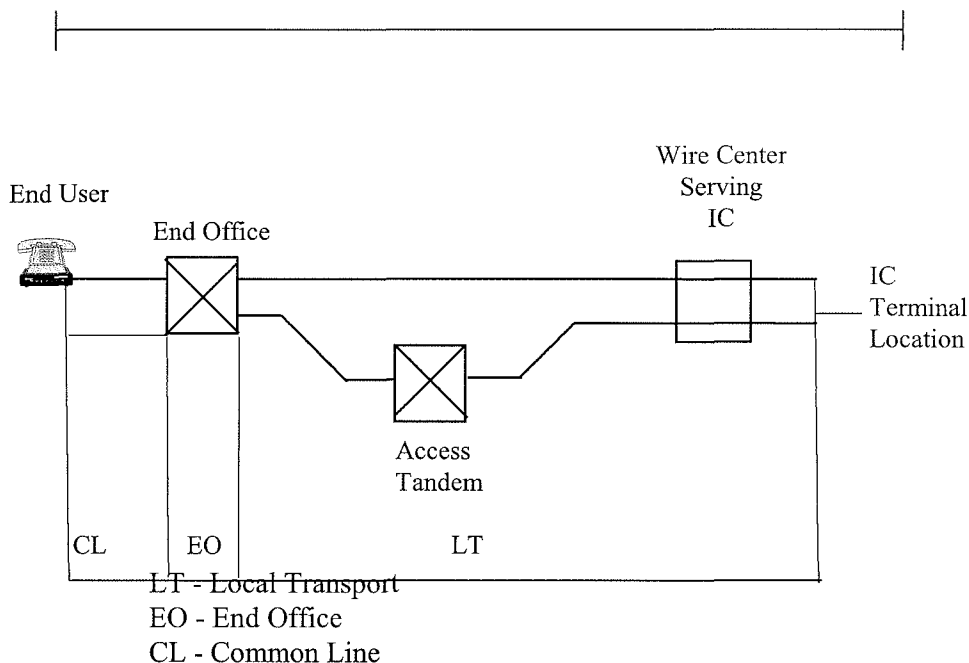 Wire Center
Serving
IC
End User
End Office
IC
Terminal
Location
Access
Tandem
CL
EO
LT
LT - Local Transport
EO - End Office
CL - Common Line